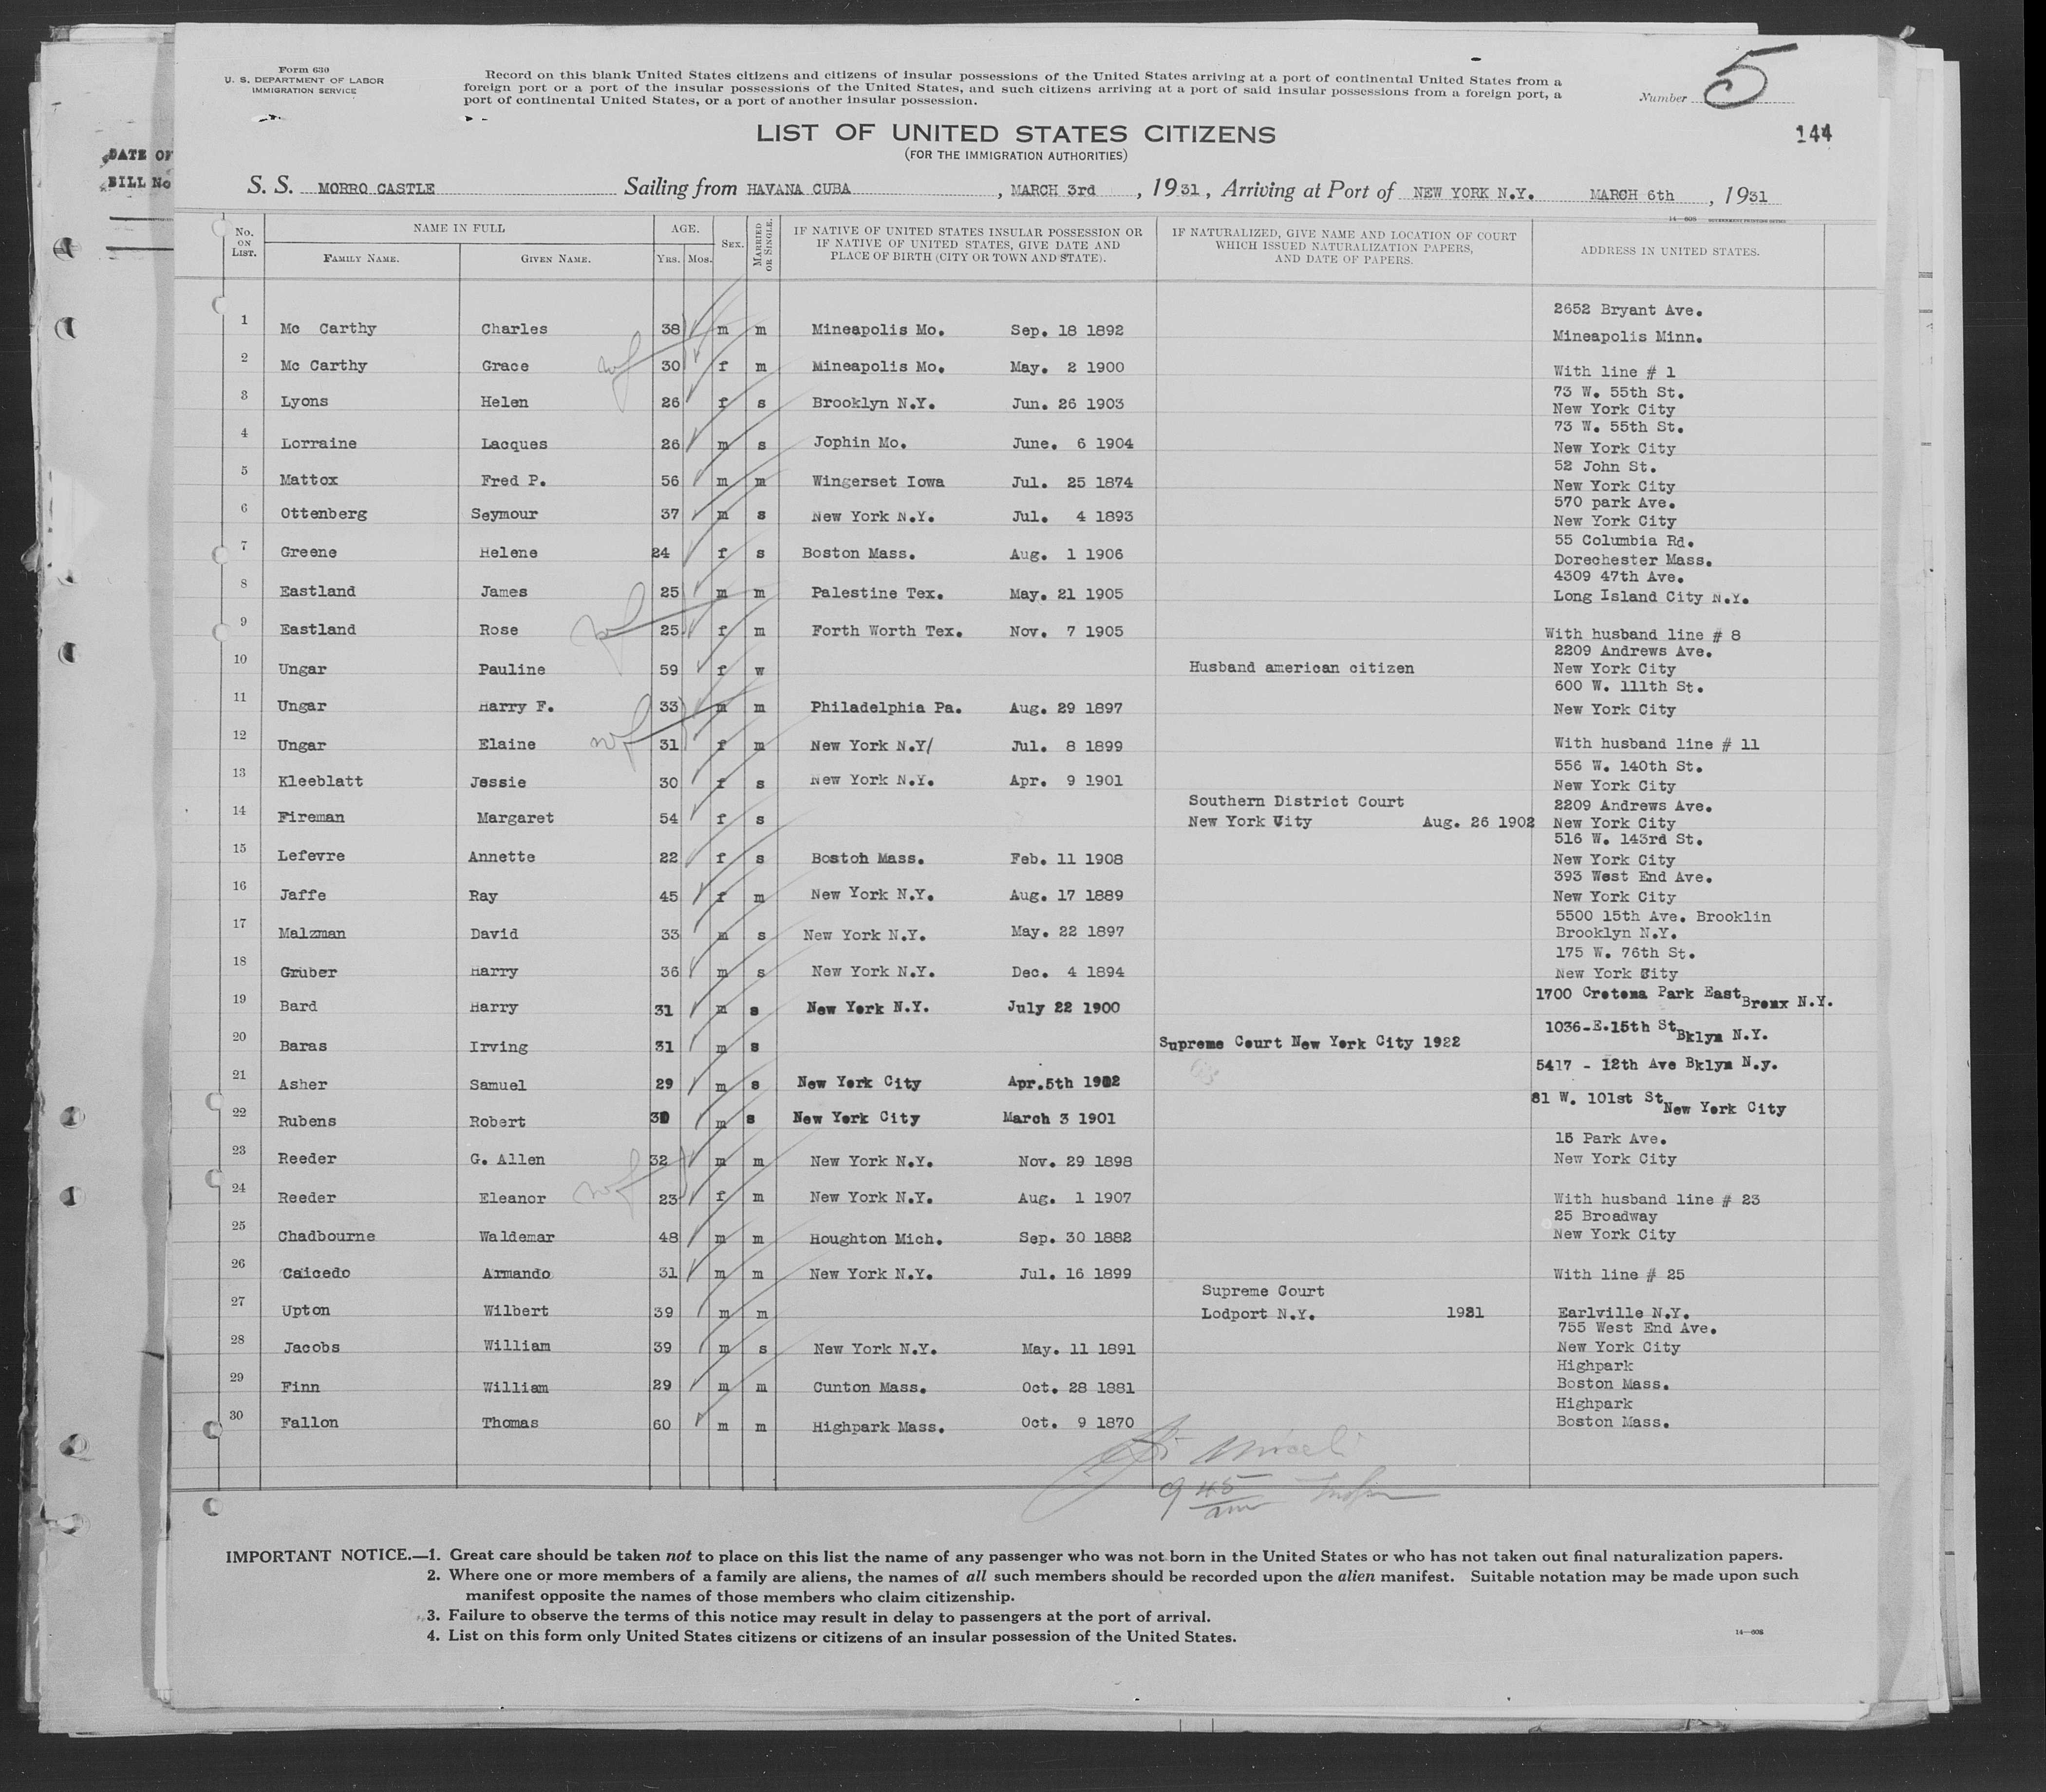 Form 630
U. S. DEPARTMENT OF LABOR
IMMIGRATION SERVICE
Record on this blank United States citizens and citizens of insular possessions of the United States arriving at a port of continental United States from a
foreign port or a port of the insular possessions of the United States, and such citizens arriving at a port of said insular possessions from a foreign port, a
port of continental United States, or a port of another insular possession.
Number 5
144
LIST OF UNITED STATES CITIZENS
(FOR THE IMMIGRATION AUTHORITIES)
DATE OF
BILL No
S. S. MORRO CASTLE Sailing from HAVANA CUBA, MARCH 3rd, 1931, Arriving at Port of NEW YORK N.Y. MARCH 6th, 1931
14—608 GOVERNMENT PRINTING OFFICE
No. ON LIST. NAME IN FULL FAMILY NAME. GIVEN NAME. AGE. YRS. MOS. SEX. MARRIED OR SINGLE. IF NATIVE OF UNITED STATES INSULAR POSSESSION OR IF NATIVE OF UNITED STATES, GIVE DATE AND PLACE OF BIRTH (CITY OR TOWN AND STATE). IF NATURALIZED, GIVE NAME AND LOCATION OF COURT WHICH ISSUED NATURALIZATION PAPERS, AND DATE OF PAPERS. ADDRESS IN UNITED STATES.
1 Mc Carthy Charles 38 m m Mineapolis Mo. Sep. 18 1892 2652 Bryant Ave. Mineapolis Minn.
2 Mc Carthy Grace 30 f m Mineapolis Mo. May. 2 1900 With line # 1
3 Lyons Helen 26 f s Brooklyn N.Y. Jun. 26 1903 73 W. 55th St. New York City
4 Lorraine Lacques 26 m s Jophin Mo. June. 6 1904 73 W. 55th St. New York City
5 Mattox Fred P. 56 m m Wingerset Iowa Jul. 25 1874 52 John St. New York City
6 Ottenberg Seymour 37 m s New York N.Y. Jul. 4 1893 570 park Ave. New York City
7 Greene Helene 24 f s Boston Mass. Aug. 1 1906 55 Columbia Rd. Dorechester Mass.
8 Eastland James 25 m m Palestine Tex. May. 21 1905 4309 47th Ave. Long Island City N.Y.
9 Eastland Rose 25 f m Forth Worth Tex. Nov. 7 1905 With husband line # 8
10 Ungar Pauline 59 f w Husband american citizen 2209 Andrews Ave. New York City
11 Ungar Harry F. 33 m m Philadelphia Pa. Aug. 29 1897 600 W. 111th St. New York City
12 Ungar Elaine 31 f m New York N.Y/ Jul. 8 1899 With husband line # 11
13 Kleeblatt Jessie 30 f s New York N.Y. Apr. 9 1901 556 W. 140th St. New York City
14 Fireman Margaret 54 f s Southern District Court New York City Aug. 26 1902 2209 Andrews Ave. New York City
15 Lefevre Annette 22 f s Boston Mass. Feb. 11 1908 516 W. 143rd St. New York City
16 Jaffe Ray 45 f m New York N.Y. Aug. 17 1889 393 West End Ave. New York City
17 Malzman David 33 m s New York N.Y. May. 22 1897 5500 15th Ave. Brooklin Brooklyn N.Y.
18 Gruber Harry 36 m s New York N.Y. Dec. 4 1894 175 W. 76th St. New York City
19 Bard Harry 31 m s New York N.Y. July 22 1900 1700 Crotona Park East Bronx N.Y.
20 Baras Irving 31 m s Supreme Court New York City 1922 1036-E.15th St Bklyn N.Y.
21 Asher Samuel 29 m s New York City Apr.5th 1902 5417 - 12th Ave Bklyn N.y.
22 Rubens Robert 30 m s New York City March 3 1901 81 W. 101st St New York City
23 Reeder G. Allen 32 m m New York N.Y. Nov. 29 1898 15 Park Ave. New York City
24 Reeder Eleanor 23 f m New York N.Y. Aug. 1 1907 With husband line # 23
25 Chadbourne Waldemar 48 m m Houghton Mich. Sep. 30 1882 25 Broadway New York City
26 Caicedo Armando 31 m m New York N.Y. Jul. 16 1899 With line # 25
27 Upton Wilbert 39 m m Supreme Court Lodport N.Y. 1921 Earlville N.Y.
28 Jacobs William 39 m s New York N.Y. May. 11 1891 755 West End Ave. New York City
29 Finn William 29 m m Cunton Mass. Oct. 28 1881 Highpark Boston Mass.
30 Fallon Thomas 60 m m Highpark Mass. Oct. 9 1870 Highpark Boston Mass.
9 45 am
IMPORTANT NOTICE.—1. Great care should be taken not to place on this list the name of any passenger who was not born in the United States or who has not taken out final naturalization papers.
2. Where one or more members of a family are aliens, the names of all such members should be recorded upon the alien manifest. Suitable notation may be made upon such
manifest opposite the names of those members who claim citizenship.
3. Failure to observe the terms of this notice may result in delay to passengers at the port of arrival.
4. List on this form only United States citizens or citizens of an insular possession of the United States.
14—608